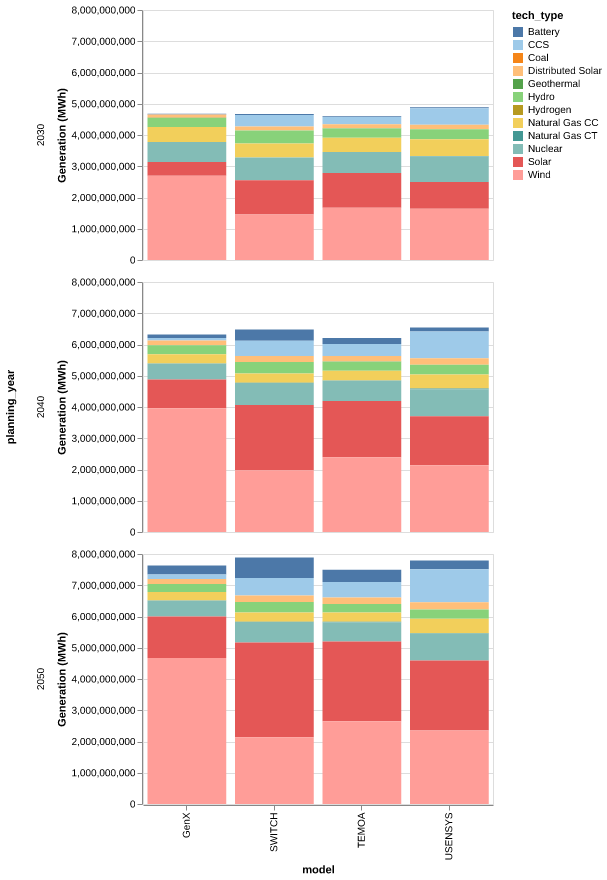 tech_type
Battery
CCS
Coal
Distributed Solar
Geothermal
Hydro
Hydrogen
Natural Gas CC
Natural Gas CT
Nuclear
Solar
Wind
planning_year
2030
Generation (MWh)
8,000,000,000
7,000,000,000
6,000,000,000
5,000,000,000
4,000,000,000
3,000,000,000
2,000,000,000
1,000,000,000
0
2040
Generation (MWh)
8,000,000,000
7,000,000,000
6,000,000,000
5,000,000,000
4,000,000,000
3,000,000,000
2,000,000,000
1,000,000,000
0
2050
Generation (MWh)
8,000,000,000
7,000,000,000
6,000,000,000
5,000,000,000
4,000,000,000
3,000,000,000
2,000,000,000
1,000,000,000
0
GenX
SWITCH
TEMOA
USENSYS
model